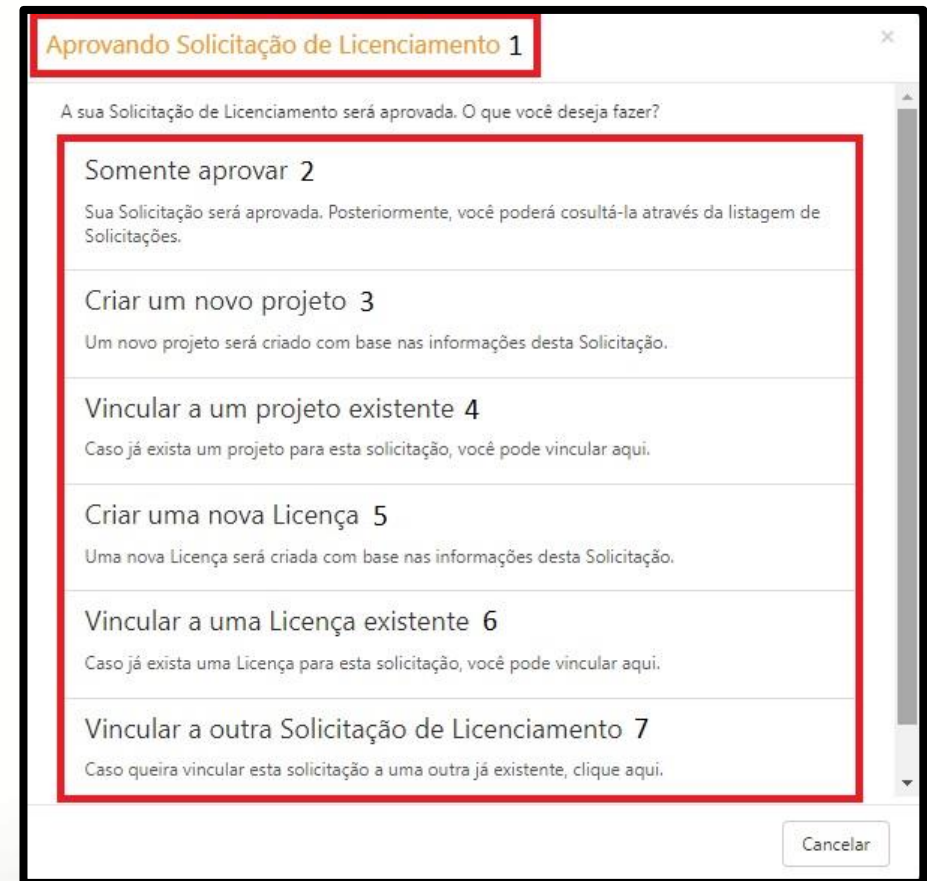 Aprovando Solicitação de Licenciamento 1
×
A sua Solicitação de Licenciamento será aprovada. O que você deseja fazer?
Somente aprovar 2
Sua Solicitação será aprovada. Posteriormente, você poderá cosultá-la através da listagem de
Solicitações.
Criar um novo projeto 3
Um novo projeto será criado com base nas informações desta Solicitação.
Vincular a um projeto existente 4
Caso já exista um projeto para esta solicitação, você pode vincular aqui.
Criar uma nova Licença 5
Uma nova Licença será criada com base nas informações desta Solicitação.
Vincular a uma Licença existente 6
Caso já exista uma Licença para esta solicitação, você pode vincular aqui.
Vincular a outra Solicitação de Licenciamento 7
Caso queira vincular esta solicitação a uma outra já existente, clique aqui.
Cancelar